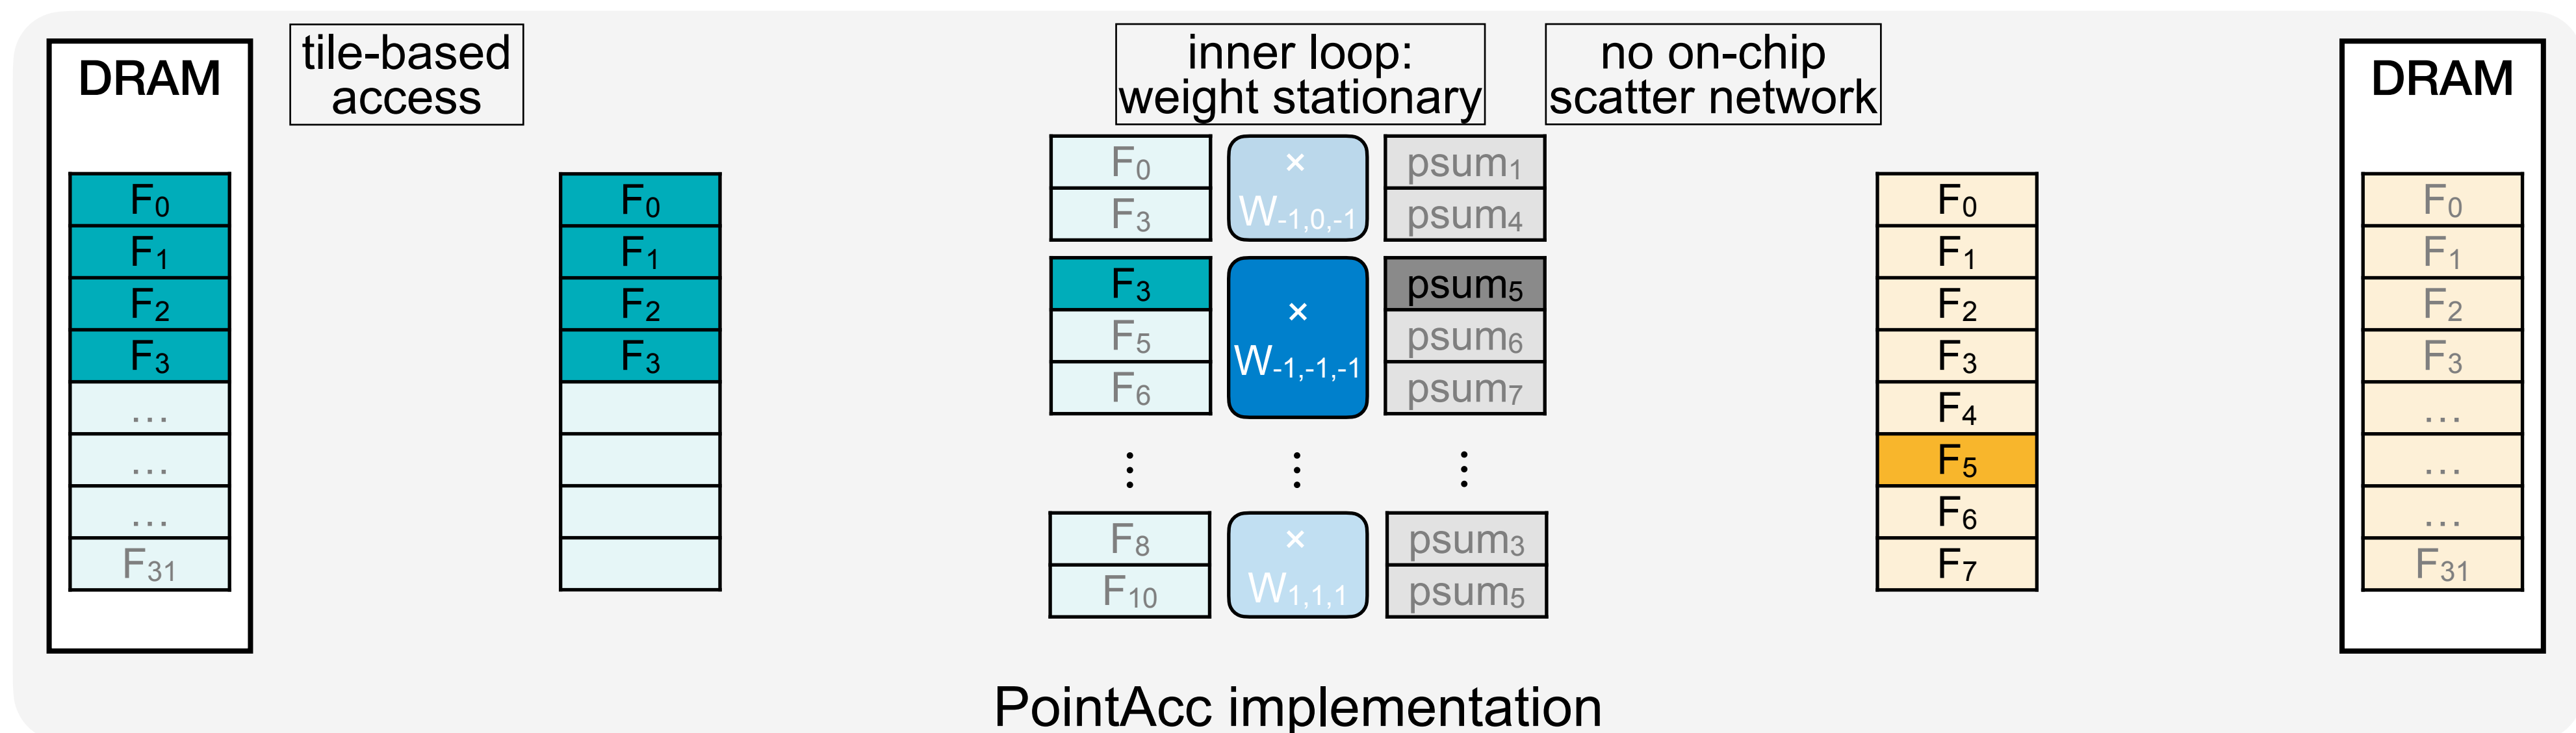 DRAM
F0
F1
F2
F3
...
...
...
F31
tile-based
access
F0
F1
F2
F3
inner loop:
weight stationary
F0
F3
×
W-1,0,-1
psum1
psum4
F3
F5
F6
×
W-1,-1,-1
psum5
psum6
psum7
⋮
⋮
⋮
F8
F10
×
W1,1,1
psum3
psum5
no on-chip
scatter network
F0
F1
F2
F3
F4
F5
F6
F7
DRAM
F0
F1
F2
F3
...
...
...
F31
PointAcc implementation